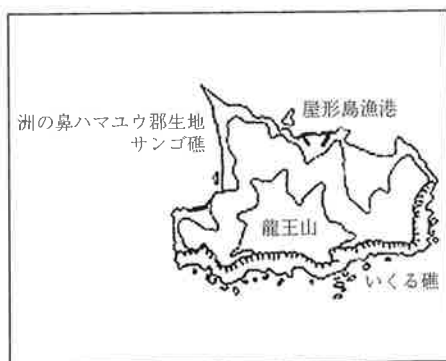 屋形島漁港
洲の鼻ハマユウ郡生地
サンゴ礁
龍王山
いくる礁